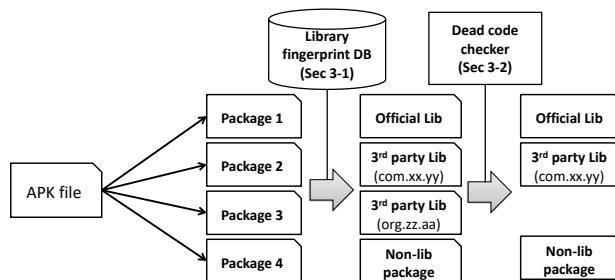 Library
fingerprint DB
(Sec 3-1)
Dead code
checker
(Sec 3-2)
APK file
Package 1
Package 2
Package 3
Package 4
Official Lib
3rd party Lib
(com.xx.yy)
3rd party Lib
(org.zz.aa)
Non-lib
package
Official Lib
3rd party Lib
(com.xx.yy)
Non-lib
package